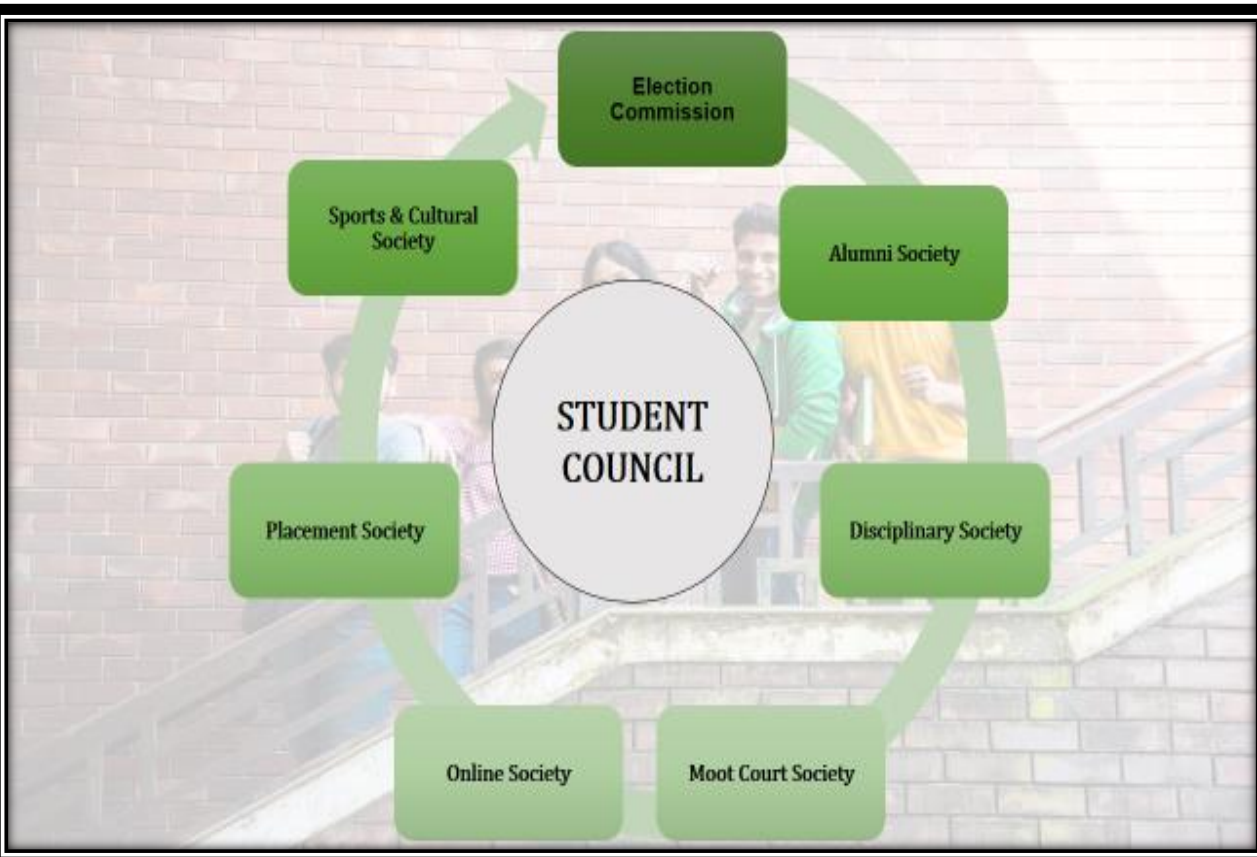 Election
Commission
Alumni Society
Disciplinary Society
Moot Court Society
Online Society
Placement Society
Sports & Cultural
Society
STUDENT
COUNCIL